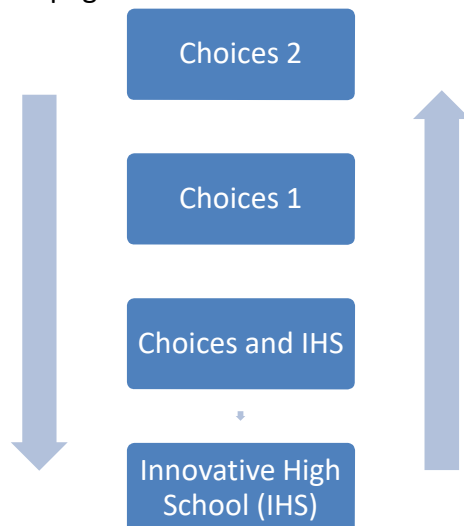 Choices 2
Choices 1
Choices and IHS
Innovative High
School (IHS)